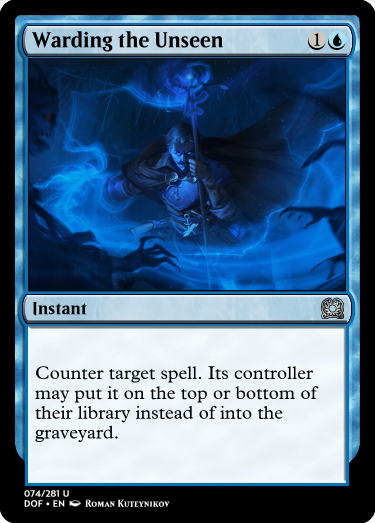 Warding the Unseen 1
Instant
Counter target spell. Its controller
may put it on the top or bottom of
their library instead of into the
graveyard.
074/281 U
DOF • EN Roman Kuteynikov